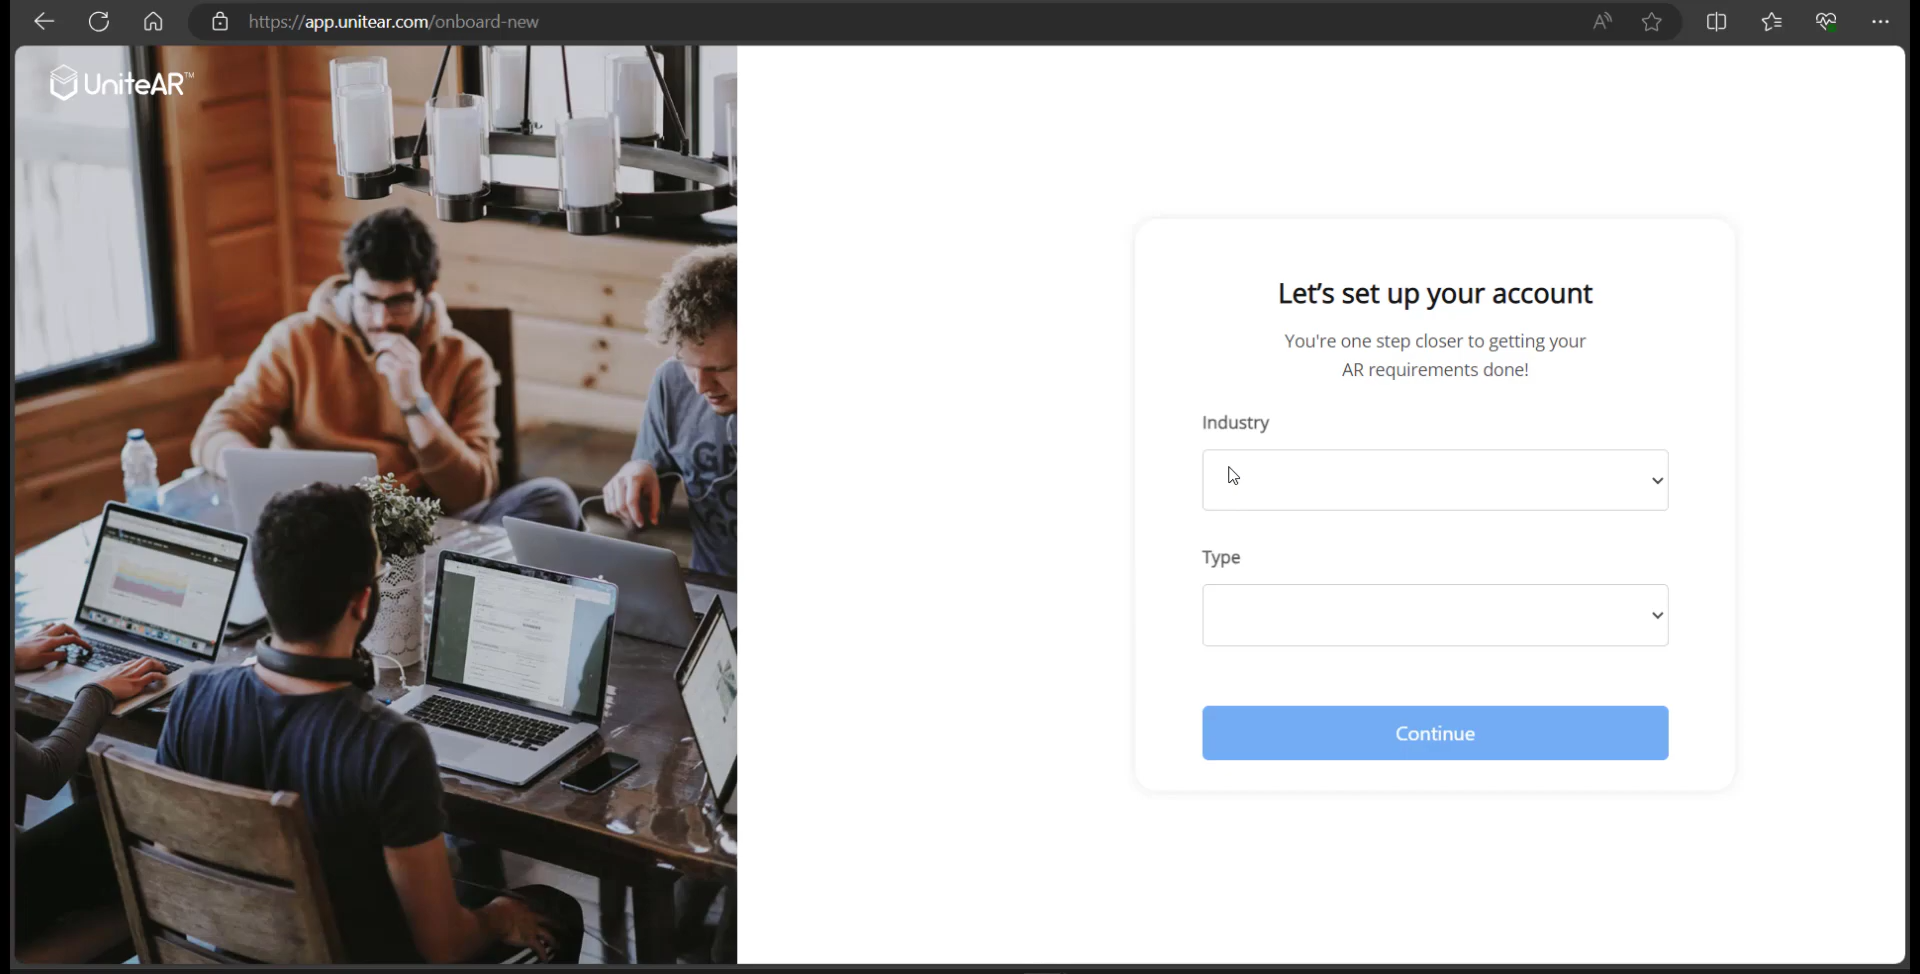 https://app.unitear.com/onboard-new
UniteAR™
Let's set up your account
You're one step closer to getting your
AR requirements done!
Industry
Type
Continue